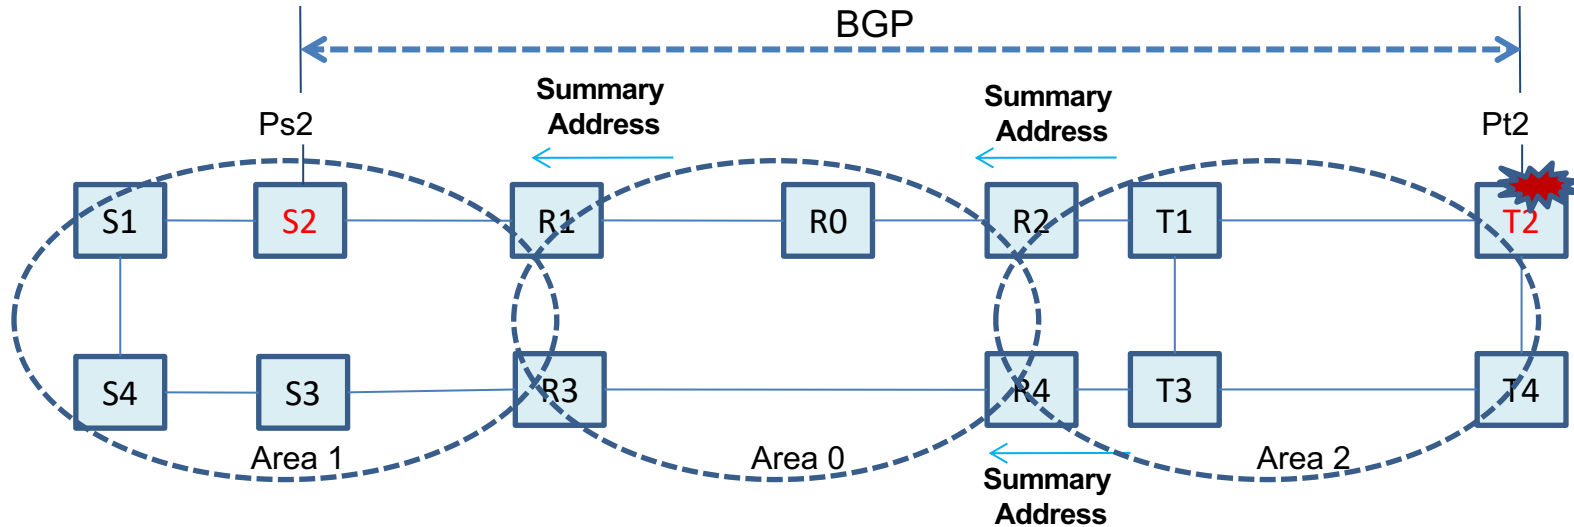 BGP
Summary
Address
Summary
Address
Ps2
Pt2
S1
S2
R1
R0
R2
T1
T2
S4
S3
R3
R4
T3
T4
Area 1
Area 0
Area 2
Summary
Address